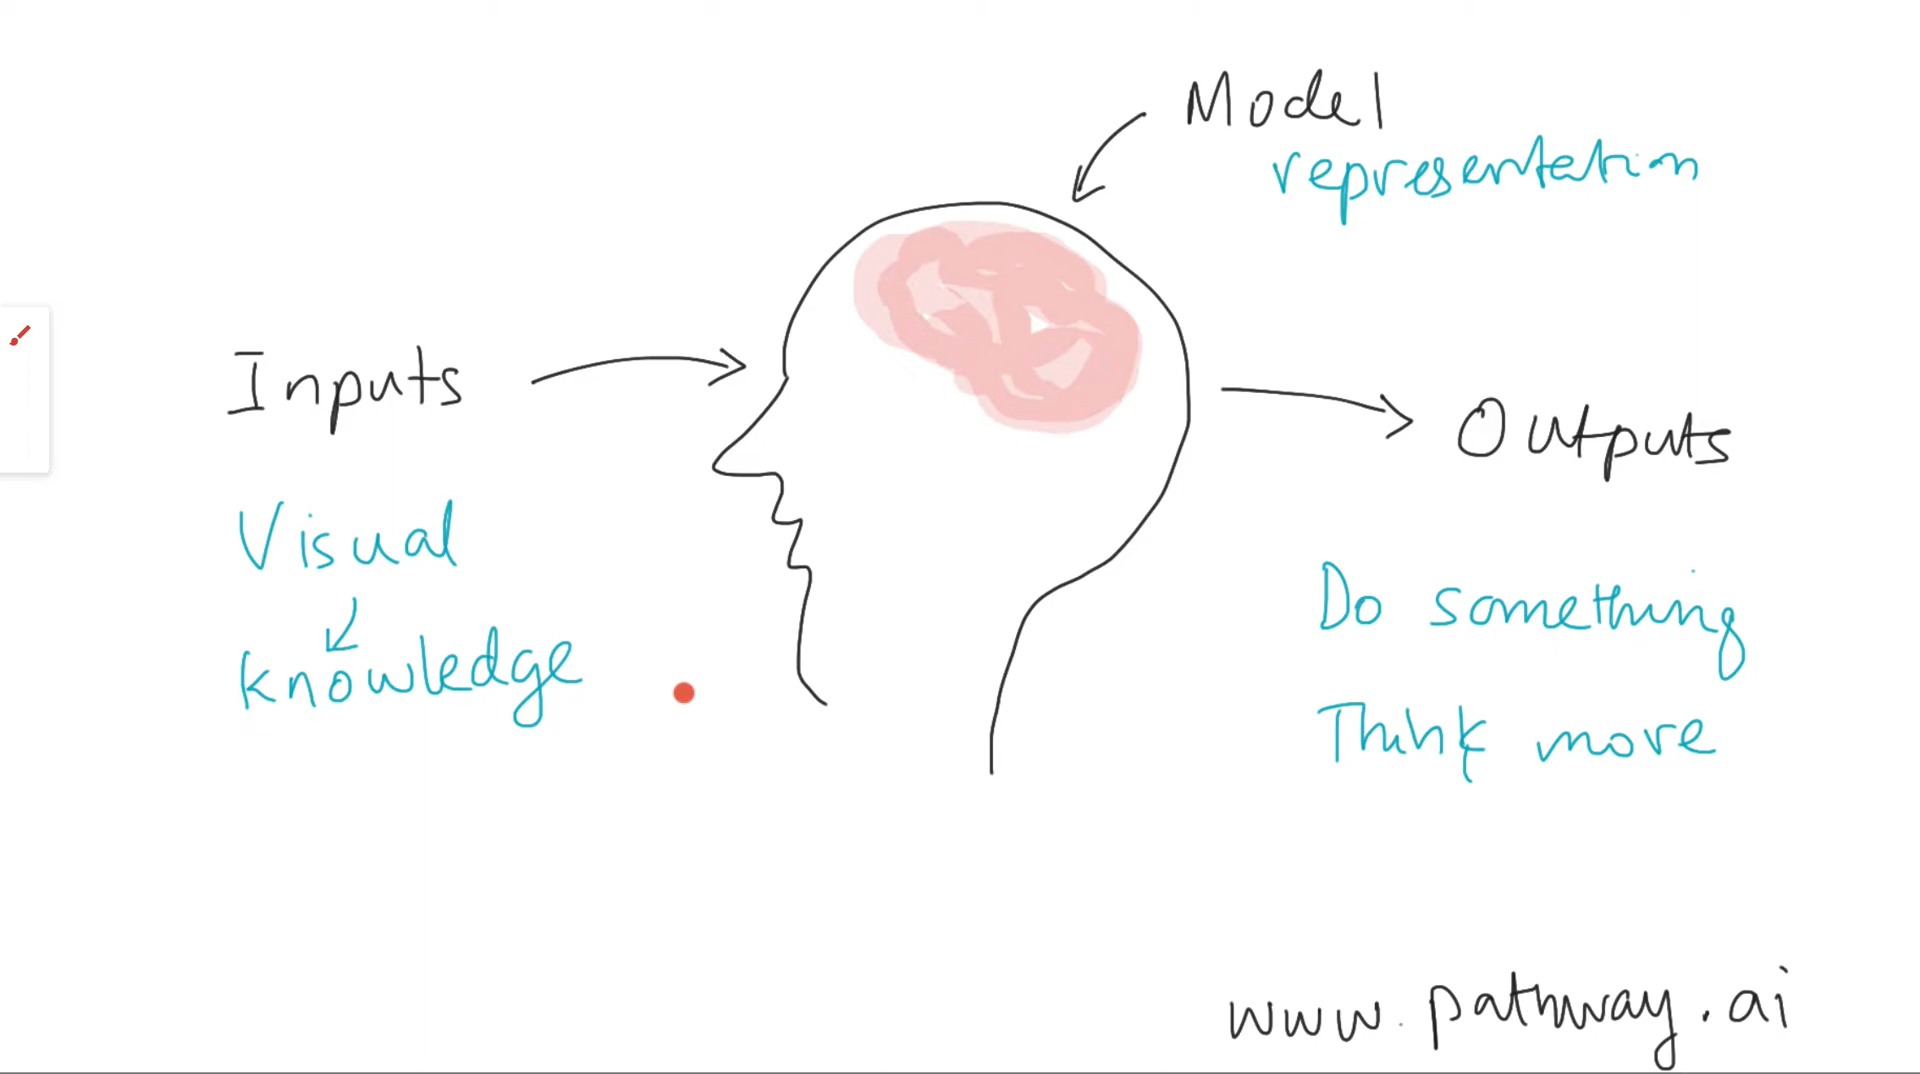 Model
representation
Inputs
Outputs
Visual
knowledge
Do something
Think more
www.pathway.ai